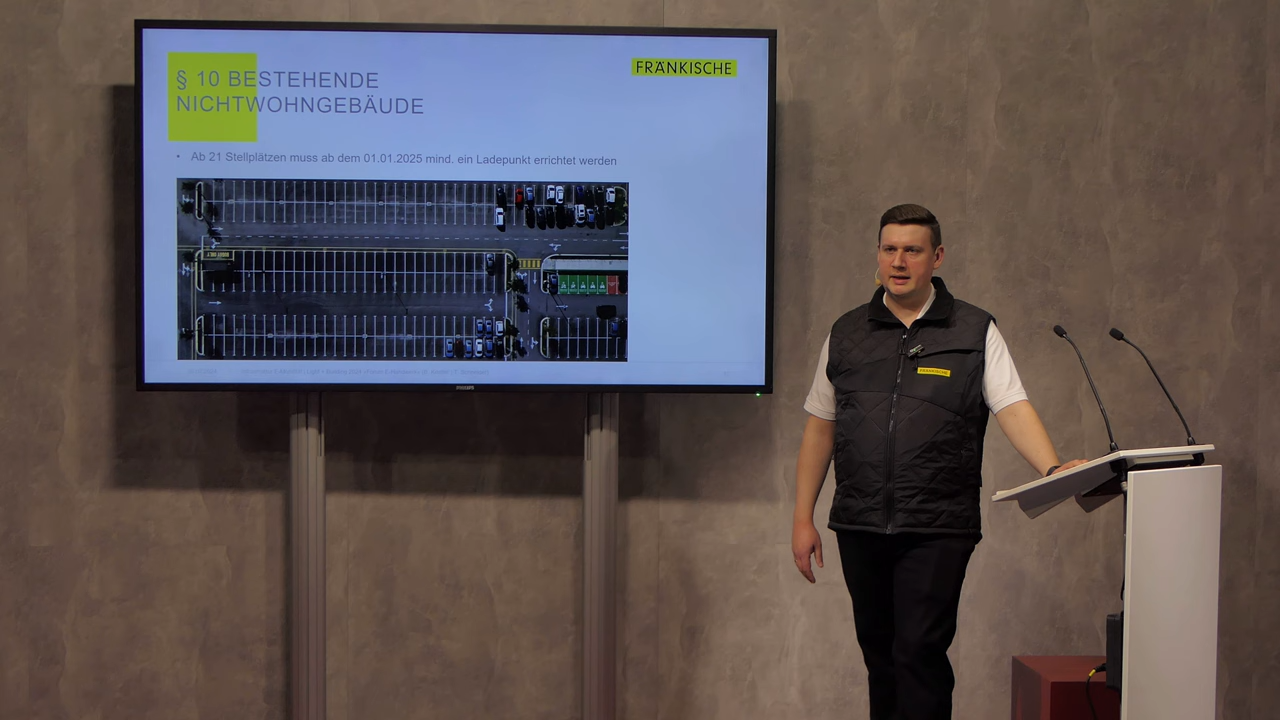 § 10 BESTEHENDE
NICHTWOHNGEBÄUDE
FRÄNKISCHE
• Ab 21 Stellplätzen muss ab dem 01.01.2025 mind. ein Ladepunkt errichtet werden
PHILIPS
FRÄNKISCHE